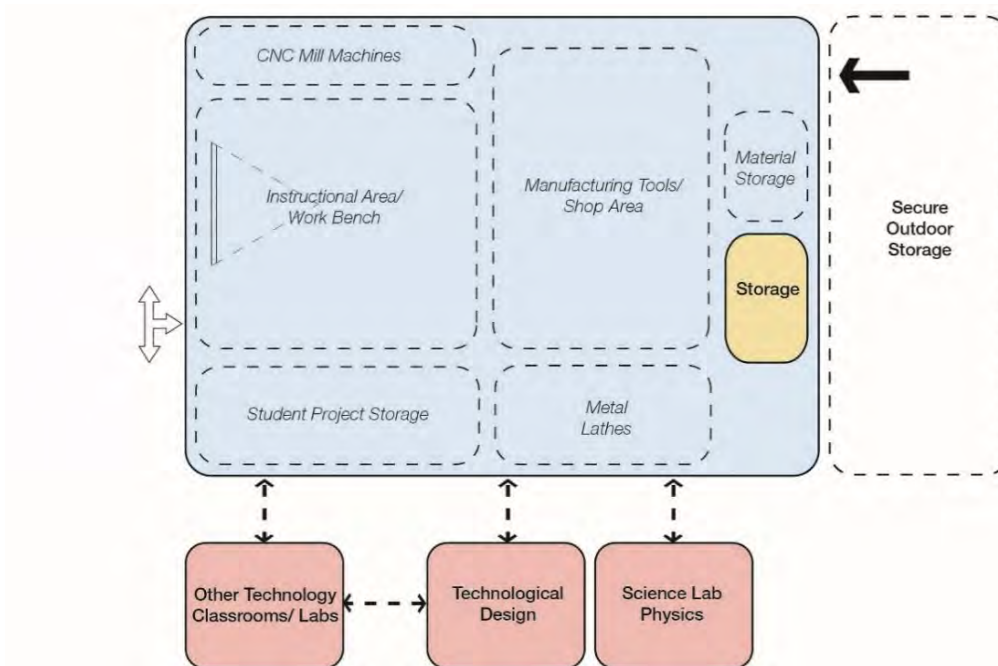 CNC Mill Machines
Instructional Area/
Work Bench
Manufacturing Tools/
Shop Area
Material
Storage
Secure
Outdoor
Storage
Storage
Student Project Storage
Metal
Lathes
Other Technology
Classrooms/ Labs
Technological
Design
Science Lab
Physics